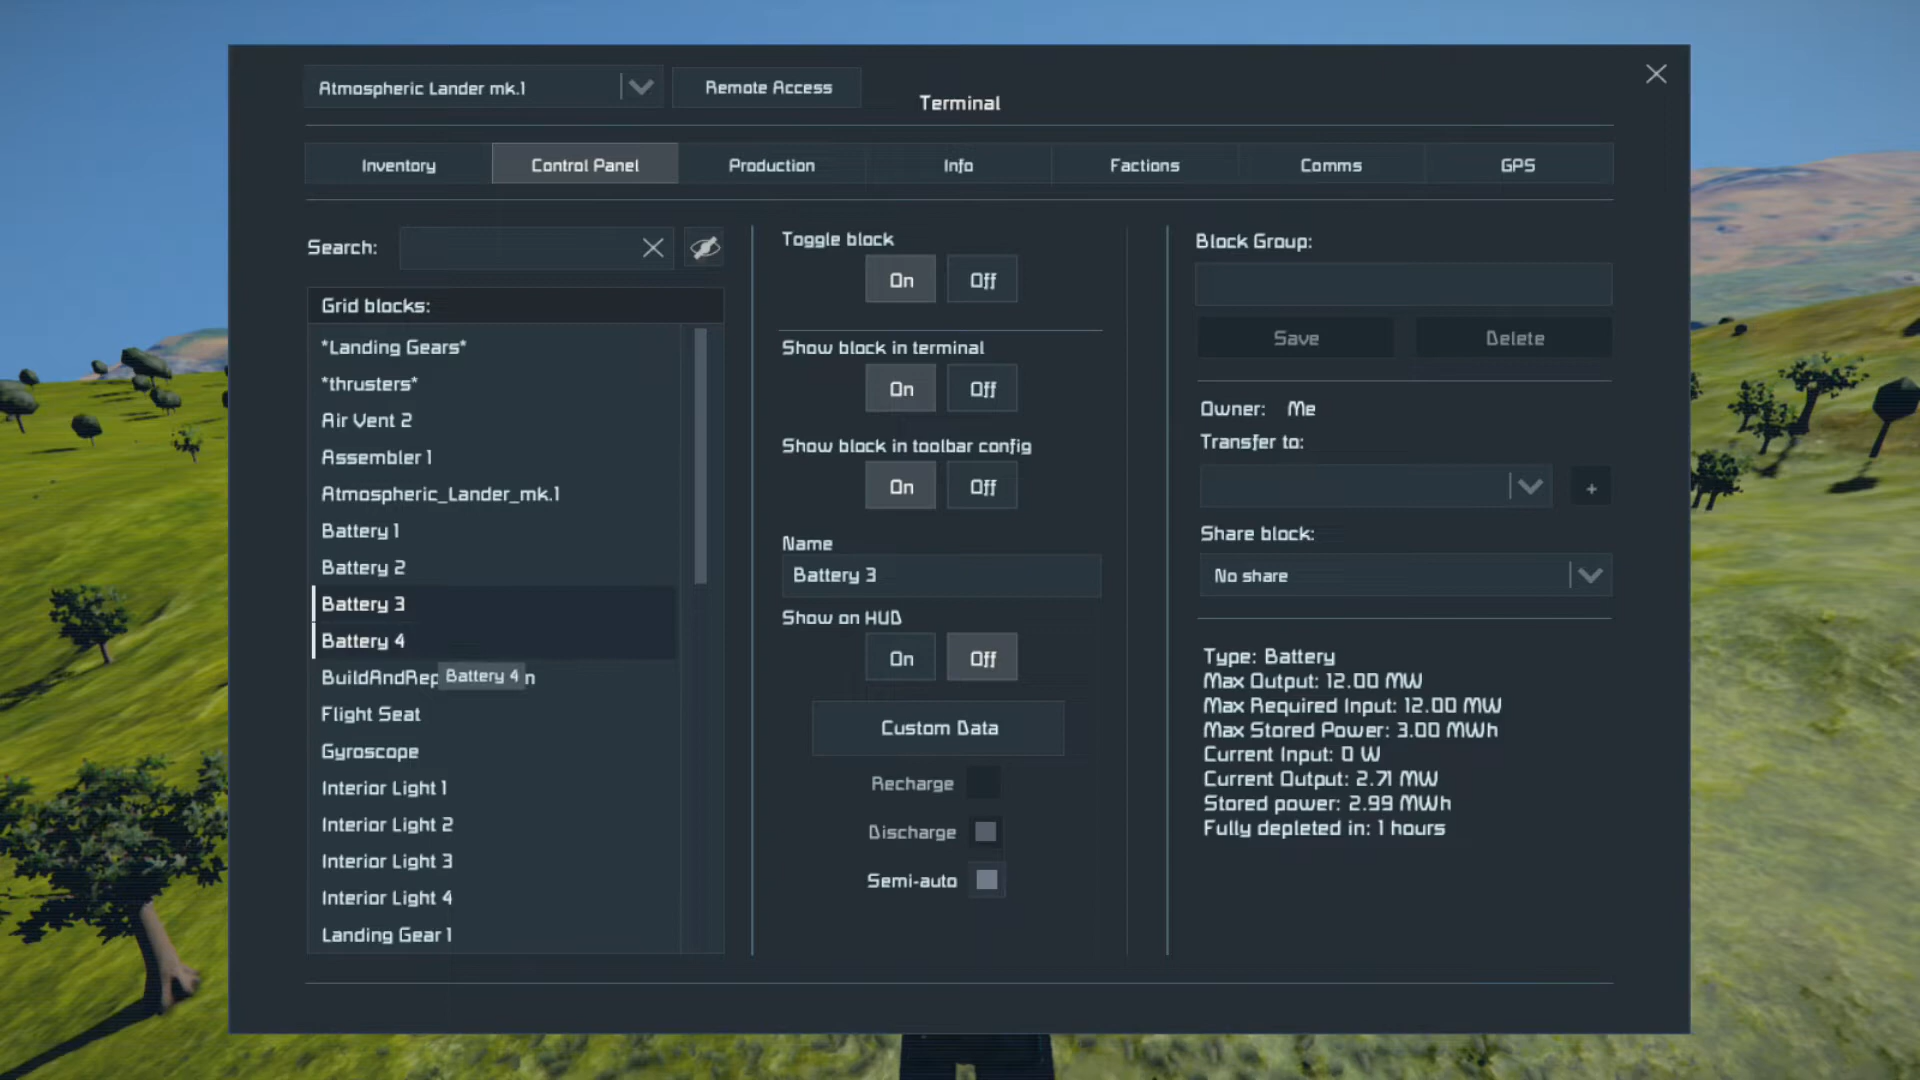 Atmospheric Lander mk.1
Remote Access
Terminal
Inventory
Control Panel
Production
Info
Factions
Comms
GPS
Search:
Grid blocks:
*Landing Gears*
*thrusters*
Air Vent 2
Assembler 1
Atmospheric_Lander_mk.1
Battery 1
Battery 2
Battery 3
Battery 4
BuildAndRep
n
Battery 4
Flight Seat
Gyroscope
Interior Light 1
Interior Light 2
Interior Light 3
Interior Light 4
Landing Gear 1
Toggle block
On
Off
Show block in terminal
On
Off
Show block in toolbar config
On
Off
Name
Battery 3
Show on HUD
On
Off
Custom Data
Recharge
Discharge
Semi-auto
Block Group:
Save
Delete
Owner: Me
Transfer to:
+
Share block:
No share
Type: Battery
Max Output: 12.00 MW
Max Required Input: 12.00 MW
Max Stored Power: 3.00 MWh
Current Input: 0 W
Current Output: 2.71 MW
Stored power: 2.99 MWh
Fully depleted in: 1 hours